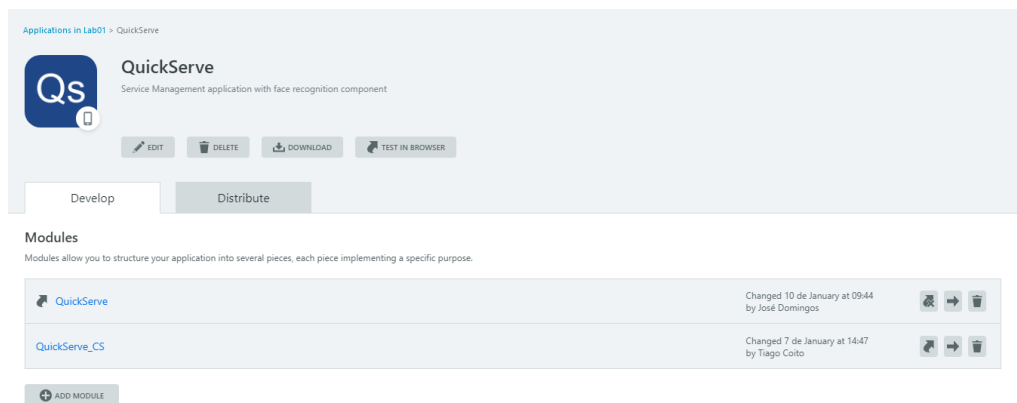 Applications in Lab01 > QuickServe
Qs
QuickServe
Service Management application with face recognition component
EDIT
DELETE
DOWNLOAD
TEST IN BROWSER
Develop
Distribute
Modules
Modules allow you to structure your application into several pieces, each piece implementing a specific purpose.
QuickServe
Changed 10 de January at 09:44
by José Domingos
QuickServe_CS
Changed 7 de January at 14:47
by Tiago Coito
ADD MODULE